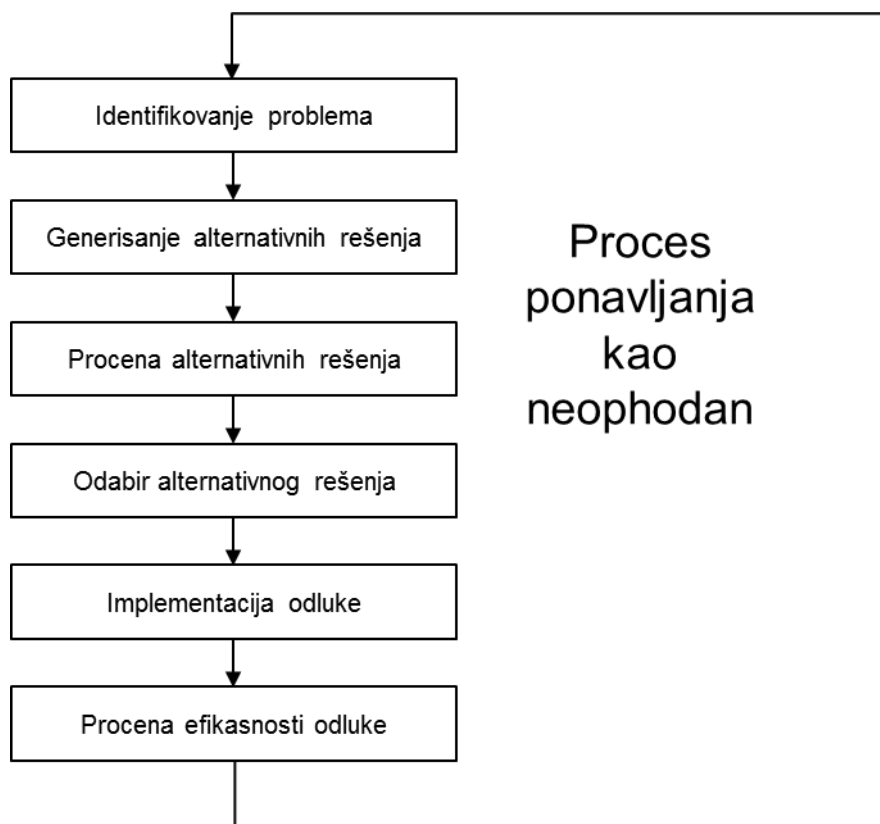 Identifikovanje problema
Generisanje alternativnih rešenja
Procena alternativnih rešenja
Odabir alternativnog rešenja
Implementacija odluke
Procena efikasnosti odluke
Proces
ponavljanja
kao
neophodan